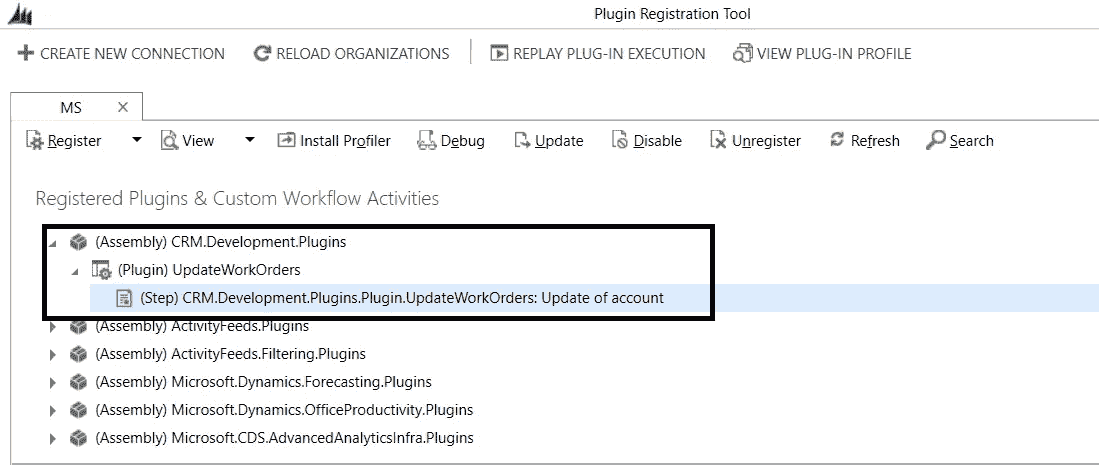 Plugin Registration Tool
CREATE NEW CONNECTION RELOAD ORGANIZATIONS REPLAY PLUG-IN EXECUTION VIEW PLUG-IN PROFILE
MS
Register View Install Profiler Debug Update Disable Unregister Refresh Search
Registered Plugins & Custom Workflow Activities
(Assembly) CRM.Development.Plugins
(Plugin) UpdateWorkOrders
(Step) CRM.Development.Plugins.Plugin.UpdateWorkOrders: Update of account
(Assembly) ActivityFeeds.Plugins
(Assembly) ActivityFeeds.Filtering.Plugins
(Assembly) Microsoft.Dynamics.Forecasting.Plugins
(Assembly) Microsoft.Dynamics.OfficeProductivity.Plugins
(Assembly) Microsoft.CDS.AdvancedAnalyticsInfra.Plugins